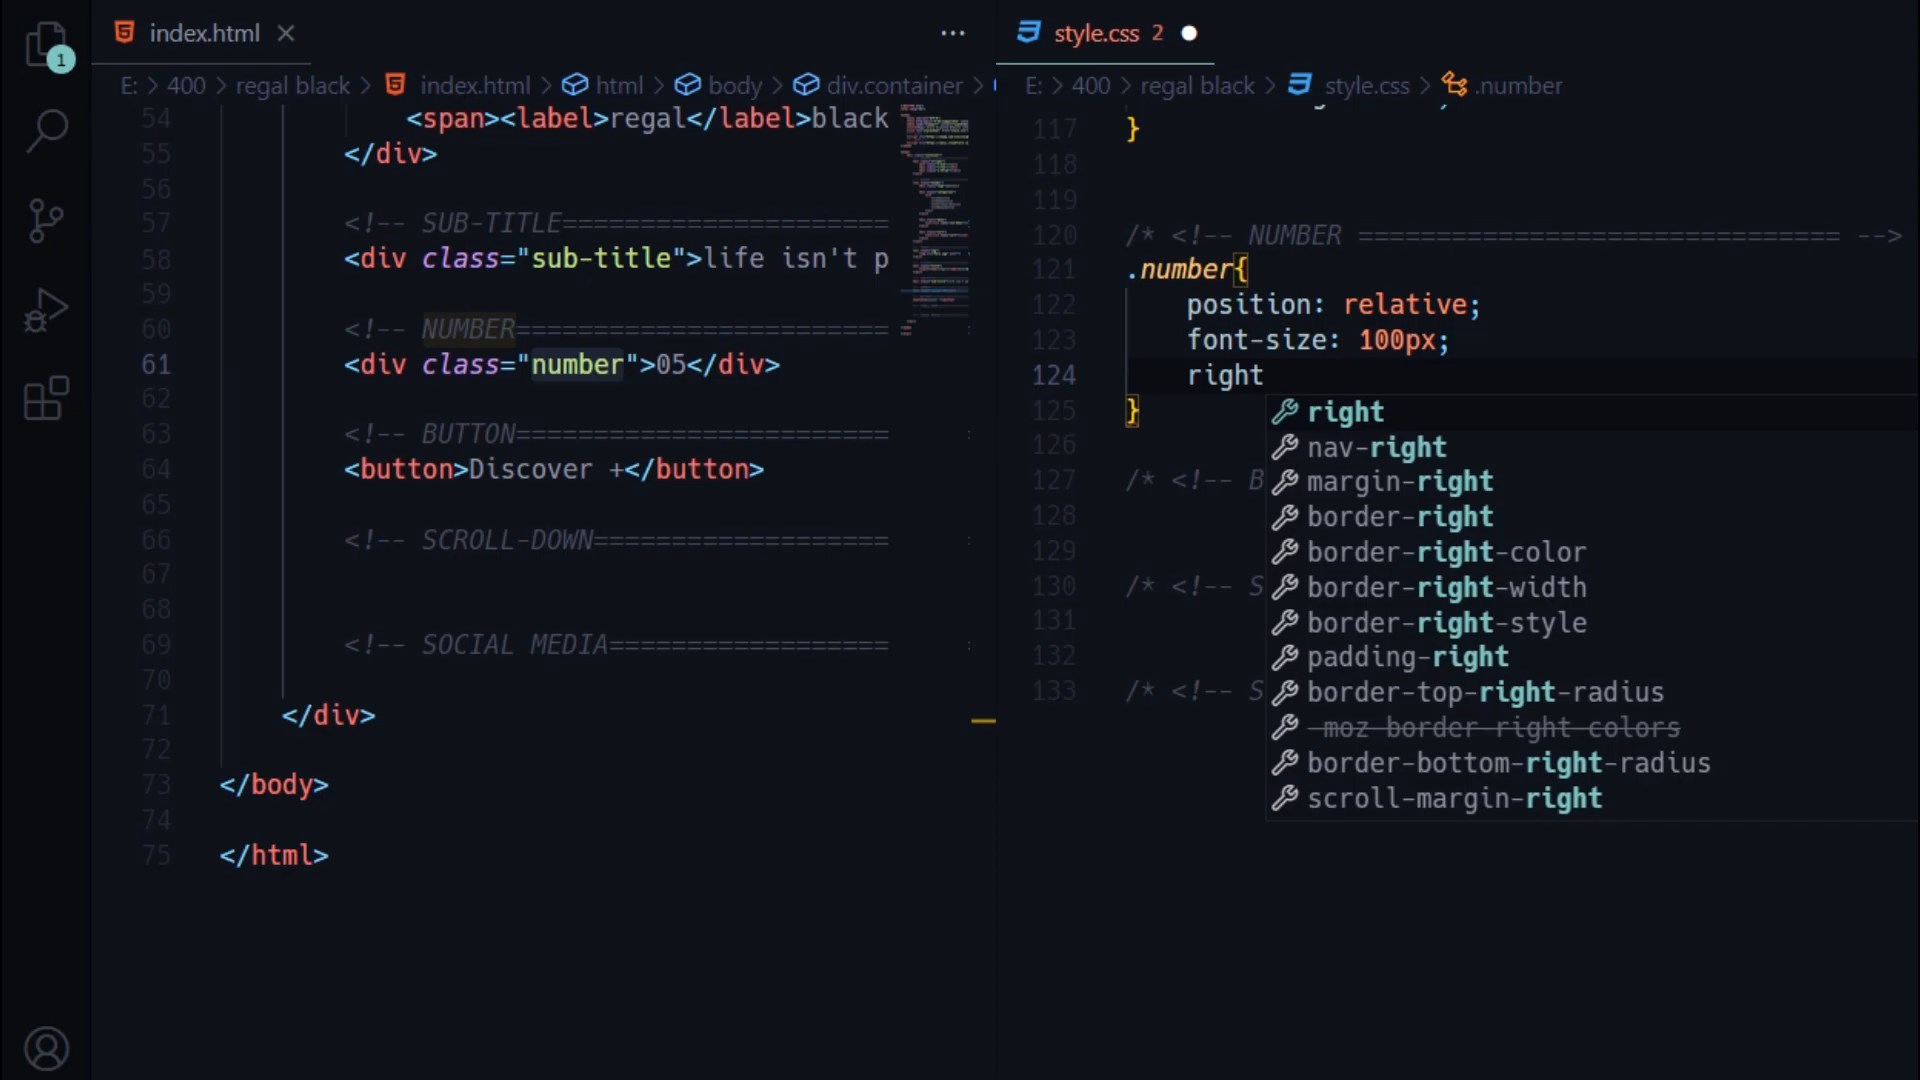 index.html
1
E: > 400 > regal black > index.html > html > body > div.container >
54 <span><label>regal</label>black
55 </div>
56
57 <!-- SUB-TITLE=====================
58 <div class="sub-title">life isn't p
59
60 <!-- NUMBER========================
61 <div class="number">05</div>
62
63 <!-- BUTTON========================
64 <button>Discover +</button>
65
66 <!-- SCROLL-DOWN===================
67
68
69 <!-- SOCIAL MEDIA==================
70
71 </div>
72
73 </body>
74
75 </html>
style.css 2
E: > 400 > regal black > style.css > .number
117 }
118
119
120 /* <!-- NUMBER =============================== -->
121 .number{
122 position: relative;
123 font-size: 100px;
124 right
125 }
126
127 /* <!-- B
128
129
130 /* <!-- S
131
132
133 /* <!-- S
right
nav-right
margin-right
border-right
border-right-color
border-right-width
border-right-style
padding-right
border-top-right-radius
-moz-border-right-colors
border-bottom-right-radius
scroll-margin-right